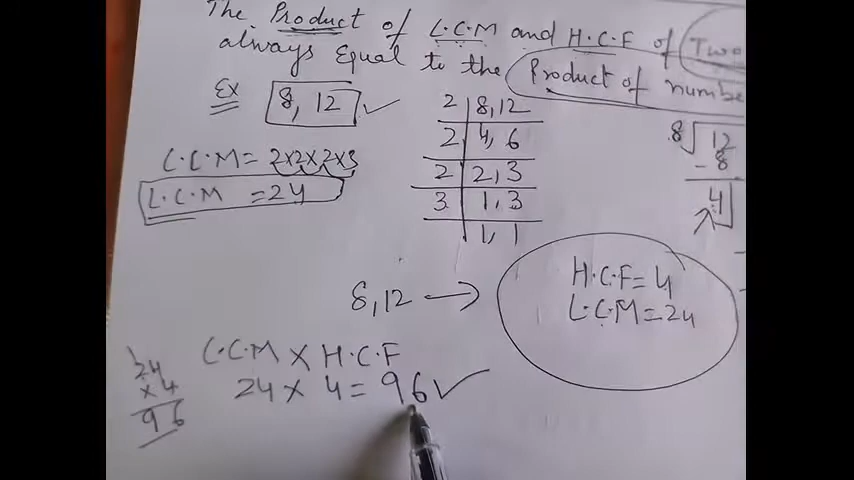 The Product of L.C.M and H.C.F of Two
always Equal to the Product of numbe
Ex 8, 12
L.C.M = 2×2×2×3
L.C.M = 24
2 8, 12
2 4, 6
2 2, 3
3 1, 3
1, 1
8 12
- 8
4
8, 12 →
H.C.F = 4
L.C.M = 24
L.C.M × H.C.F
24 × 4 = 96
24
×4
96